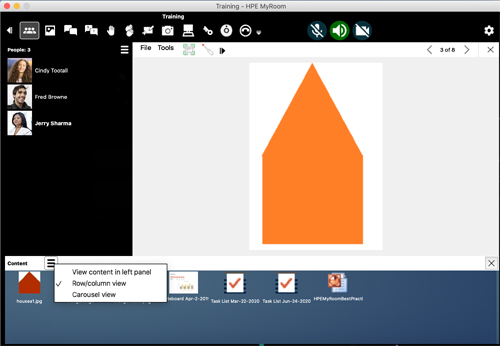 Training - HPE MyRoom
Training
People: 3
File Tools
3 of 8
Cindy Tootall
Fred Browne
Jerry Sharma
Content
View content in left panel
Row/column view
Carousel view
house1.jpg
eboard Apr-2-201
Task List Mar-22-2020
Task List Jun-24-2020
HPEMyRoomBestPracti